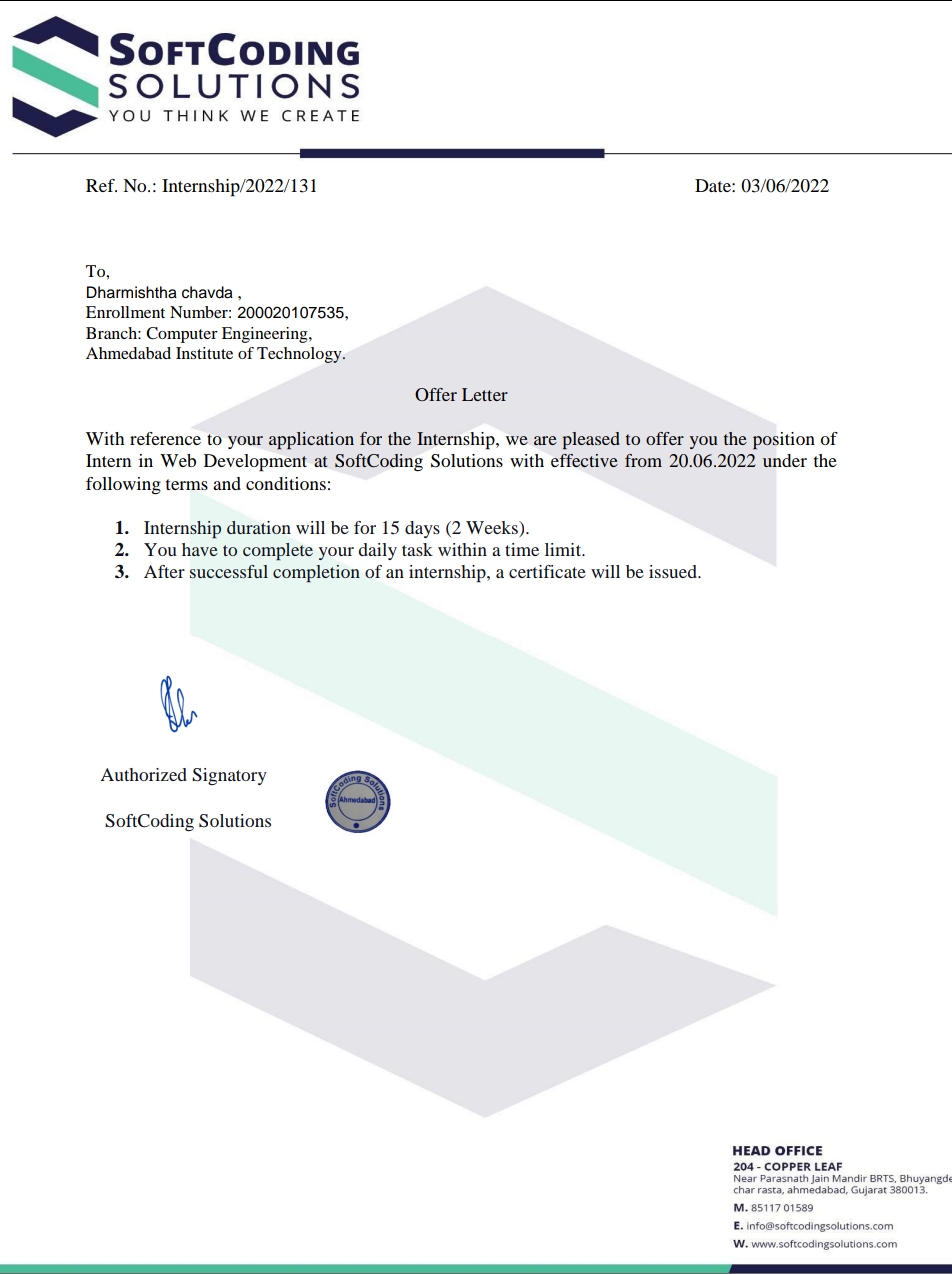 SOFTCODING
SOLUTIONS
YOU THINK WE CREATE
Ref. No.: Internship/2022/131
Date: 03/06/2022
To,
Dharmishtha chavda ,
Enrollment Number: 200020107535,
Branch: Computer Engineering,
Ahmedabad Institute of Technology.
Offer Letter
With reference to your application for the Internship, we are pleased to offer you the position of
Intern in Web Development at SoftCoding Solutions with effective from 20.06.2022 under the
following terms and conditions:
1. Internship duration will be for 15 days (2 Weeks).
2. You have to complete your daily task within a time limit.
3. After successful completion of an internship, a certificate will be issued.
Authorized Signatory
SoftCoding Solutions
SoftCoding Solutions
Ahmedabad
HEAD OFFICE
204 - COPPER LEAF
Near Parasnath Jain Mandir BRTS, Bhuyangde
char rasta, ahmedabad, Gujarat 380013.
M. 85117 01589
E. info@softcodingsolutions.com
W. www.softcodingsolutions.com